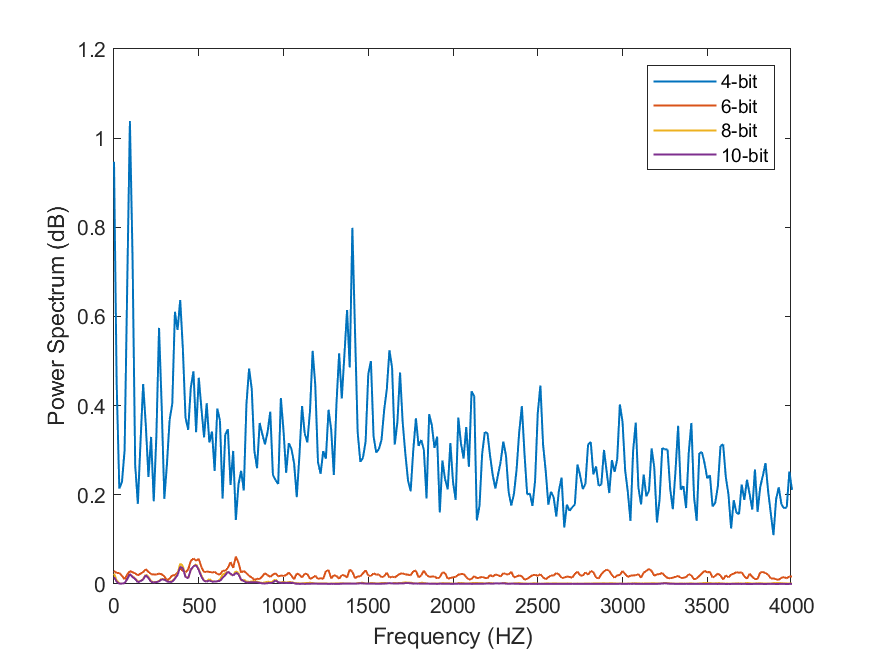 1.2
1
0.8
0.6
0.4
0.2
0
Power Spectrum (dB)
4-bit
6-bit
8-bit
10-bit
0 500 1000 1500 2000 2500 3000 3500 4000
Frequency (HZ)